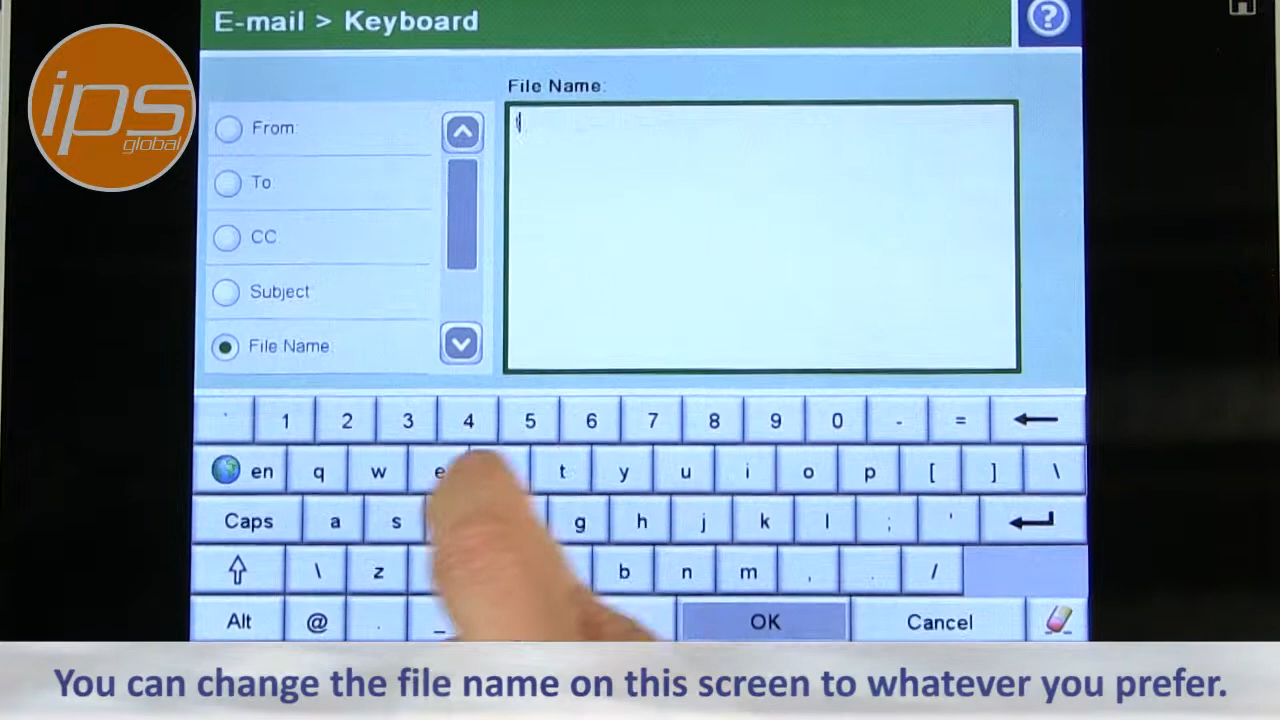 E-mail > Keyboard
?
ips
global
File Name:
From:
To
CC
Subject
File Name:
` 1 2 3 4 5 6 7 8 9 0 - =
en q w e t y u i o p [ ] \
Caps a s g h j k l ; '
\ z b n m , . /
Alt @ . _ OK Cancel
You can change the file name on this screen to whatever you prefer.